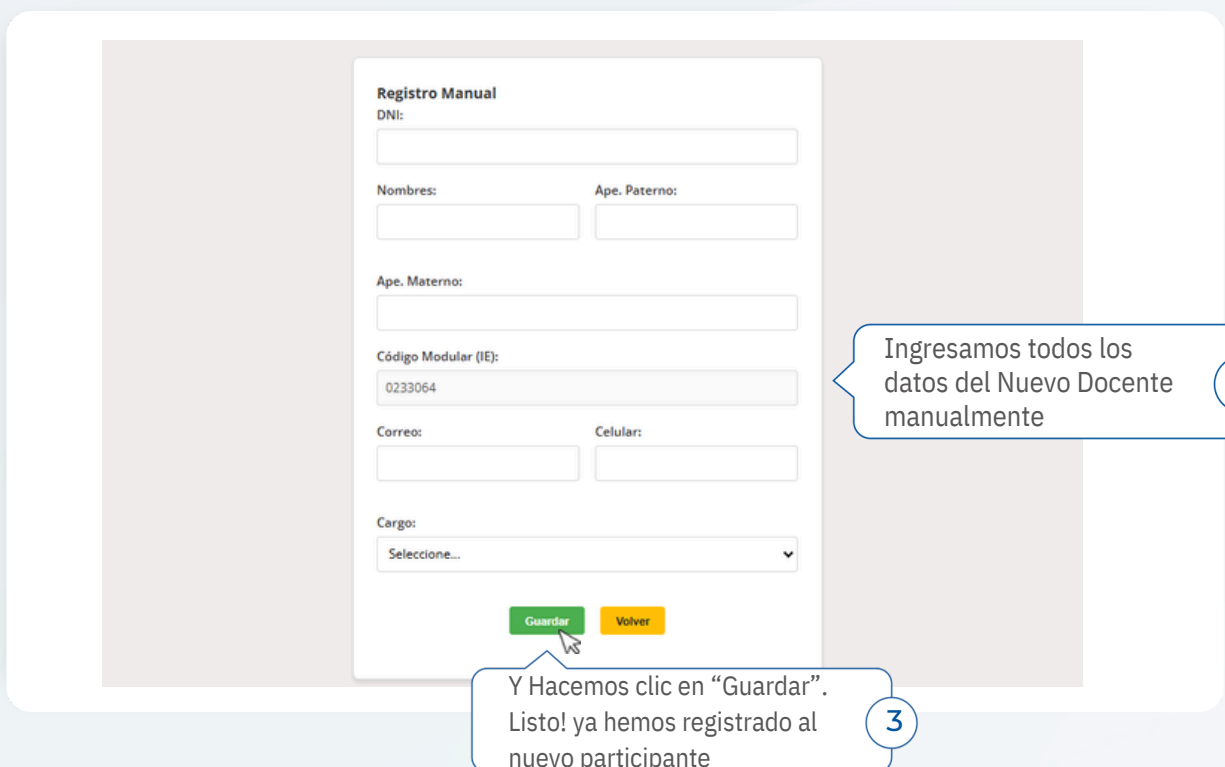 Registro Manual
DNI:
Nombres:
Ape. Paterno:
Ape. Materno:
Código Modular (IE):
0233064
Correo:
Celular:
Cargo:
Seleccione...
Guardar
Volver
Ingresamos todos los
datos del Nuevo Docente
manualmente
Y Hacemos clic en “Guardar”.
Listo! ya hemos registrado al
nuevo participante
3